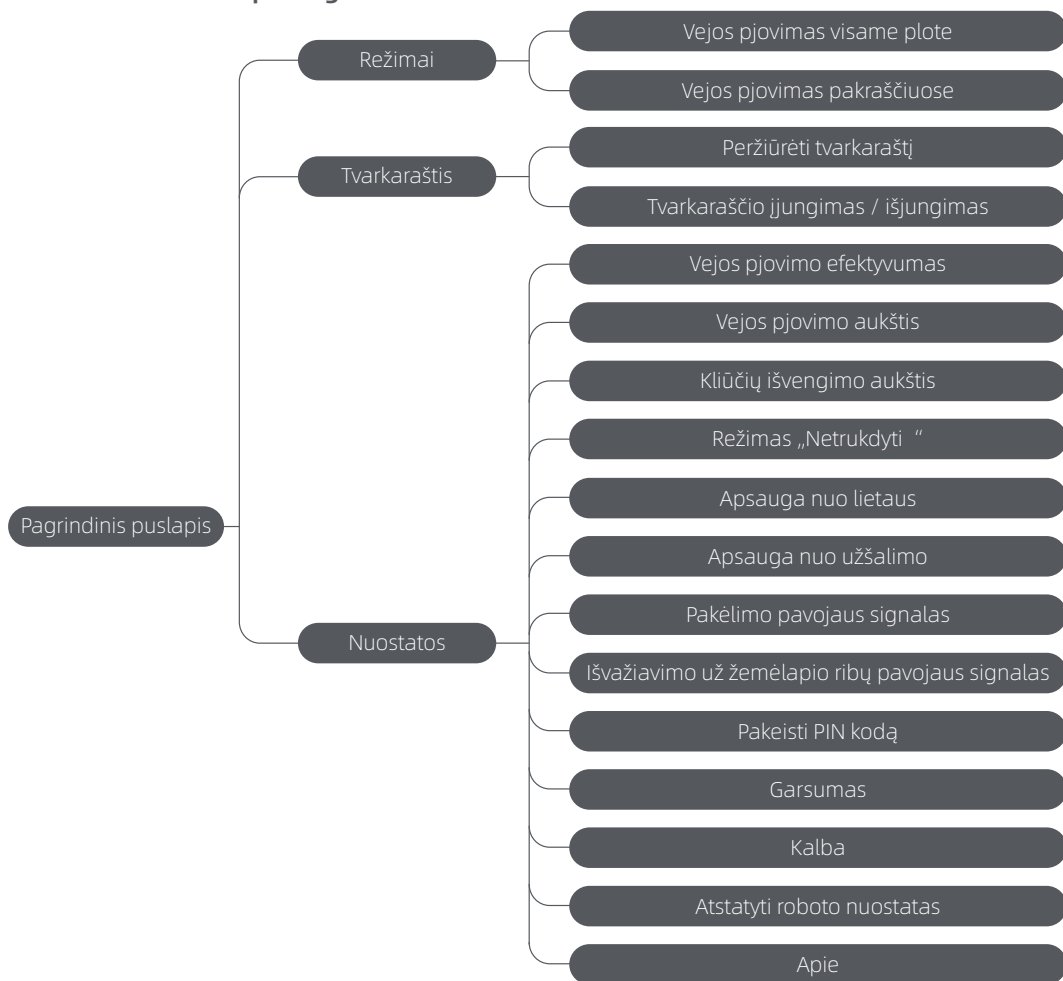 Režimai
Vejos pjovimas visame plote
Vejos pjovimas pakraščiuose
Tvarkaraštis
Peržiūrėti tvarkaraštį
Tvarkaraščio įjungimas / išjungimas
Pagrindinis puslapis
Nuostatos
Vejos pjovimo efektyvumas
Vejos pjovimo aukštis
Kliūčių išvengimo aukštis
Režimas „Netrukdyti “
Apsauga nuo lietaus
Apsauga nuo užšalimo
Pakėlimo pavojaus signalas
Išvažiavimo už žemėlapio ribų pavojaus signalas
Pakeisti PIN kodą
Garsumas
Kalba
Atstatyti roboto nuostatas
Apie